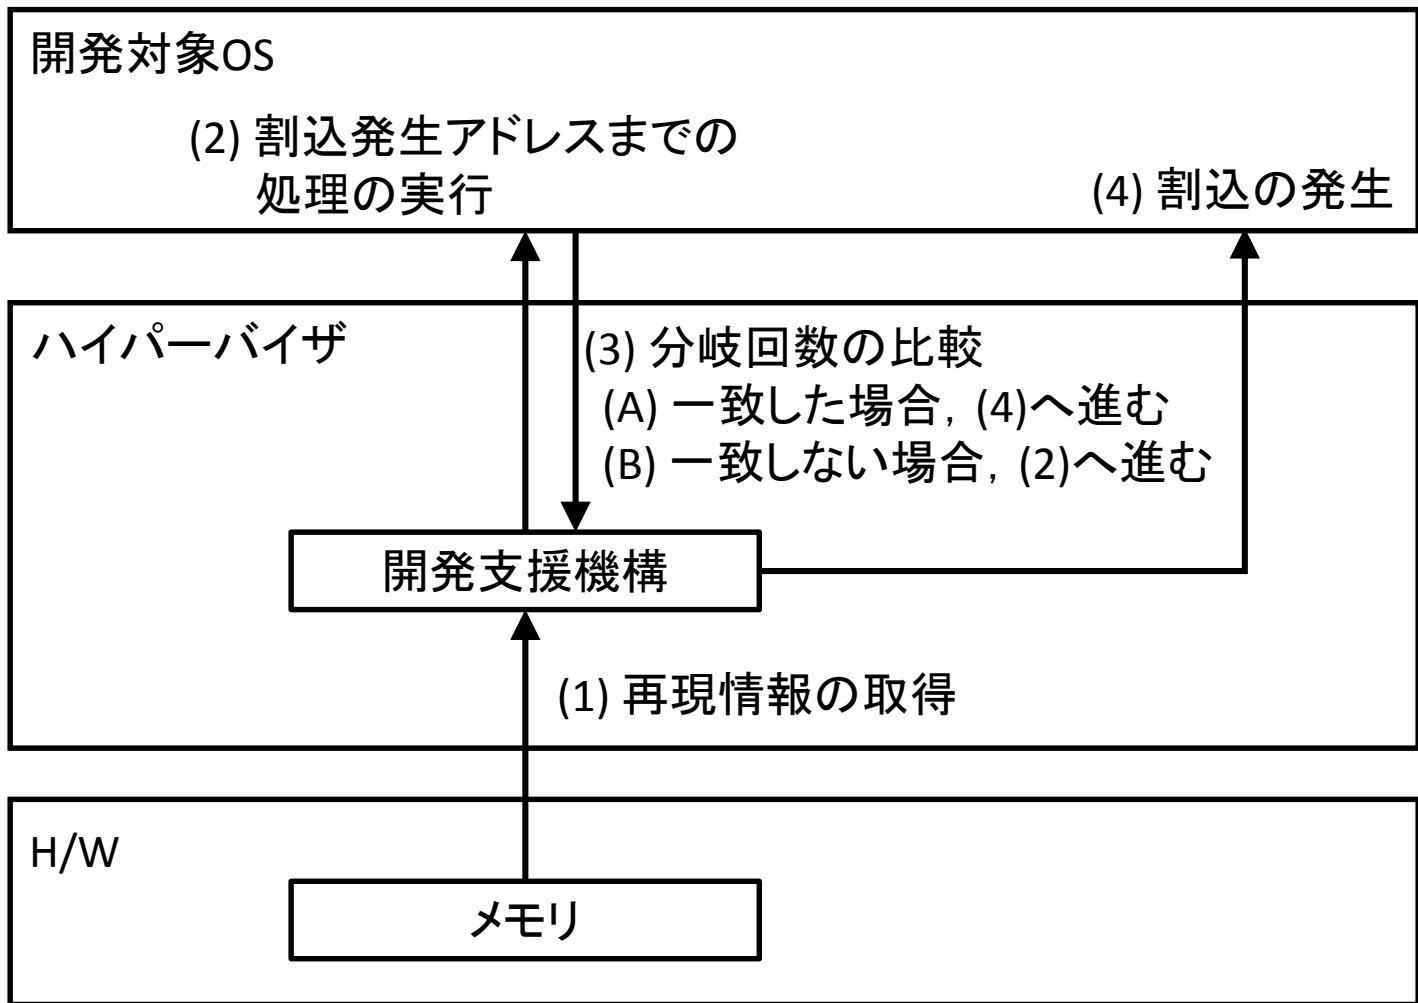 開発対象OS
(2) 割込発生アドレスまでの
処理の実行
(4) 割込の発生
ハイパーバイザ
(3) 分岐回数の比較
(A) 一致した場合，(4)へ進む
(B) 一致しない場合，(2)へ進む
開発支援機構
(1) 再現情報の取得
H/W
メモリ